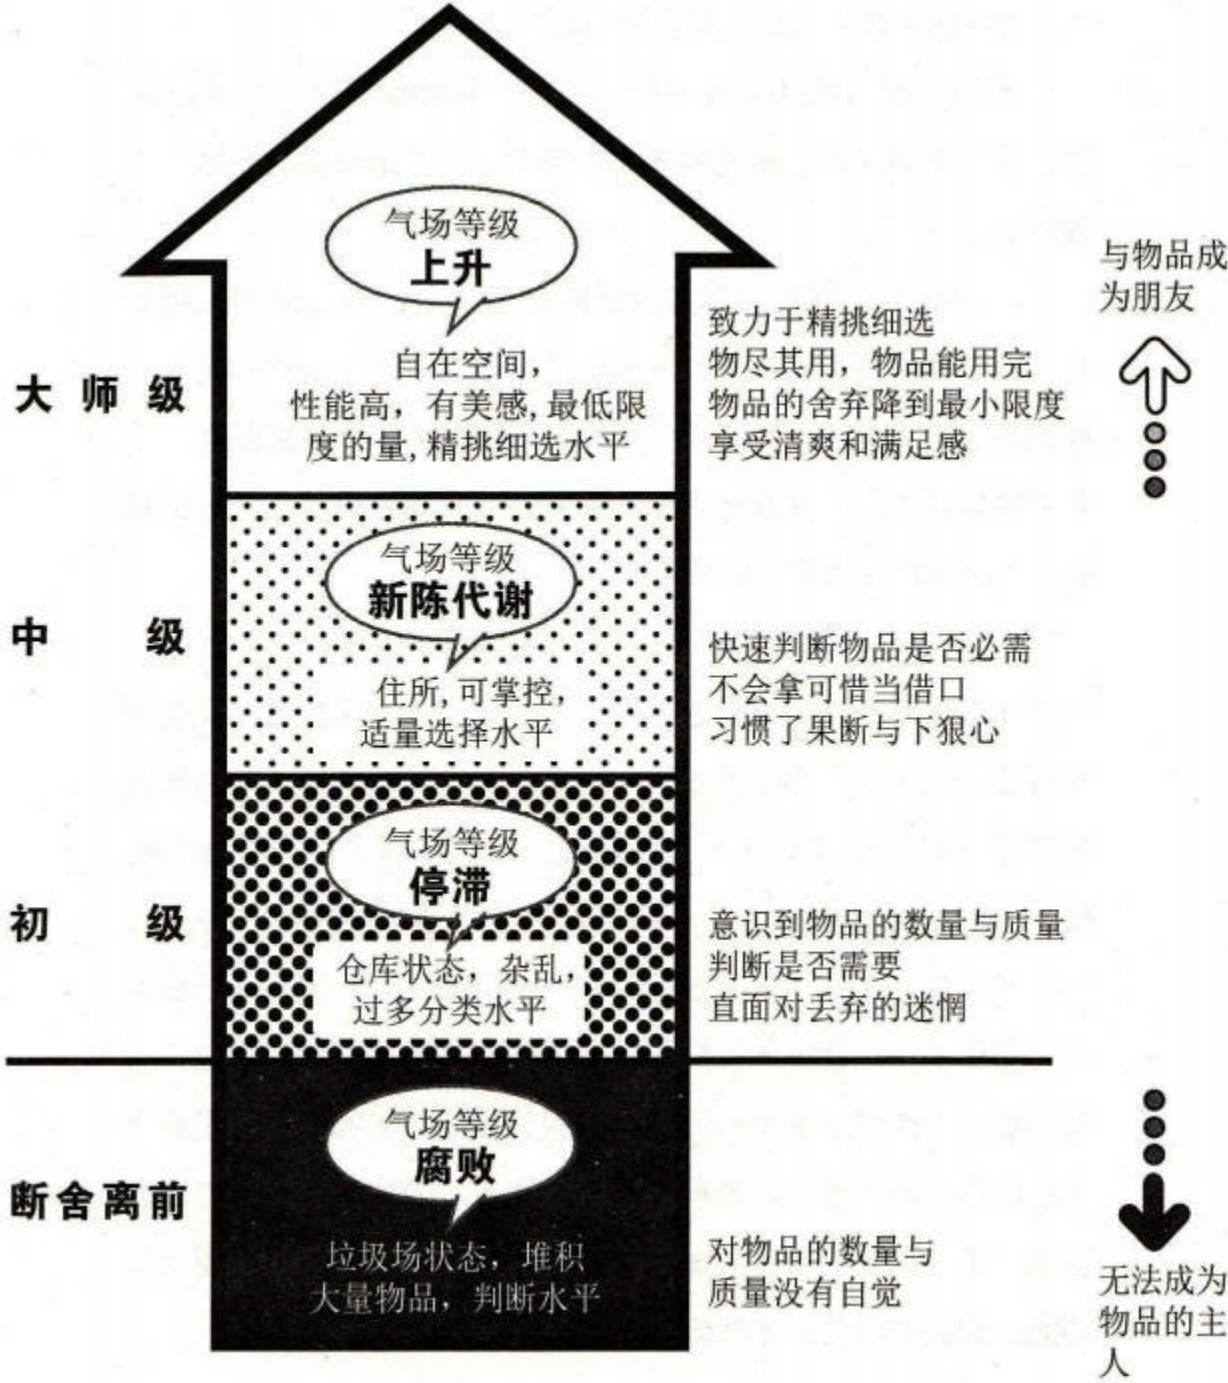 气场等级
上升
大师级
自在空间，
性能高，有美感,最低限
度的量,精挑细选水平
致力于精挑细选
物尽其用，物品能用完
物品的舍弃降到最小限度
享受清爽和满足感
与物品成
为朋友
气场等级
新陈代谢
中级
住所,可掌控，
适量选择水平
快速判断物品是否必需
不会拿可惜当借口
习惯了果断与下狠心
气场等级
停滞
初级
仓库状态，杂乱，
过多分类水平
意识到物品的数量与质量
判断是否需要
直面对丢弃的迷惘
气场等级
腐败
断舍离前
垃圾场状态，堆积
大量物品，判断水平
对物品的数量与
质量没有自觉
无法成为
物品的主
人